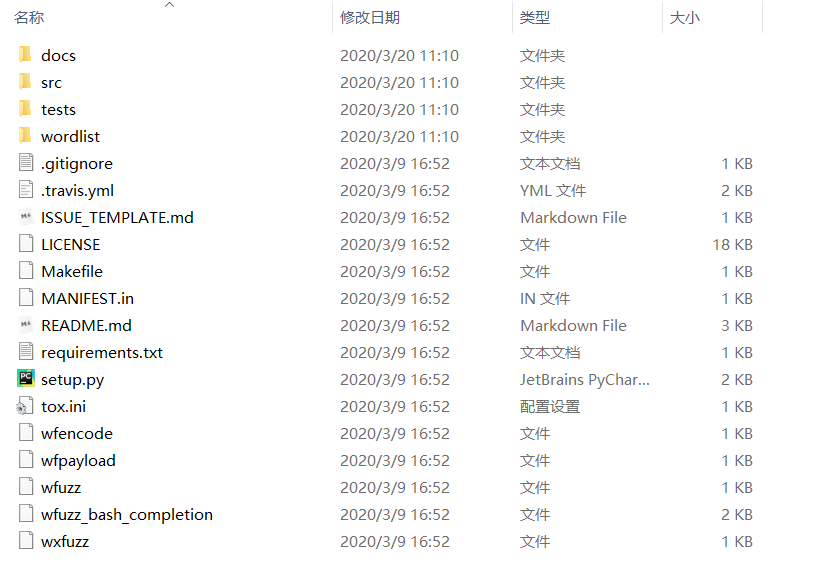 名称 修改日期 类型 大小
docs 2020/3/20 11:10 文件夹
src 2020/3/20 11:10 文件夹
tests 2020/3/20 11:10 文件夹
wordlist 2020/3/20 11:10 文件夹
.gitignore 2020/3/9 16:52 文本文档 1 KB
.travis.yml 2020/3/9 16:52 YML 文件 2 KB
ISSUE_TEMPLATE.md 2020/3/9 16:52 Markdown File 1 KB
LICENSE 2020/3/9 16:52 文件 18 KB
Makefile 2020/3/9 16:52 文件 1 KB
MANIFEST.in 2020/3/9 16:52 IN 文件 1 KB
README.md 2020/3/9 16:52 Markdown File 3 KB
requirements.txt 2020/3/9 16:52 文本文档 1 KB
setup.py 2020/3/9 16:52 JetBrains PyChar... 2 KB
tox.ini 2020/3/9 16:52 配置设置 1 KB
wfencode 2020/3/9 16:52 文件 1 KB
wfpayload 2020/3/9 16:52 文件 1 KB
wfuzz 2020/3/9 16:52 文件 1 KB
wfuzz_bash_completion 2020/3/9 16:52 文件 2 KB
wxfuzz 2020/3/9 16:52 文件 1 KB